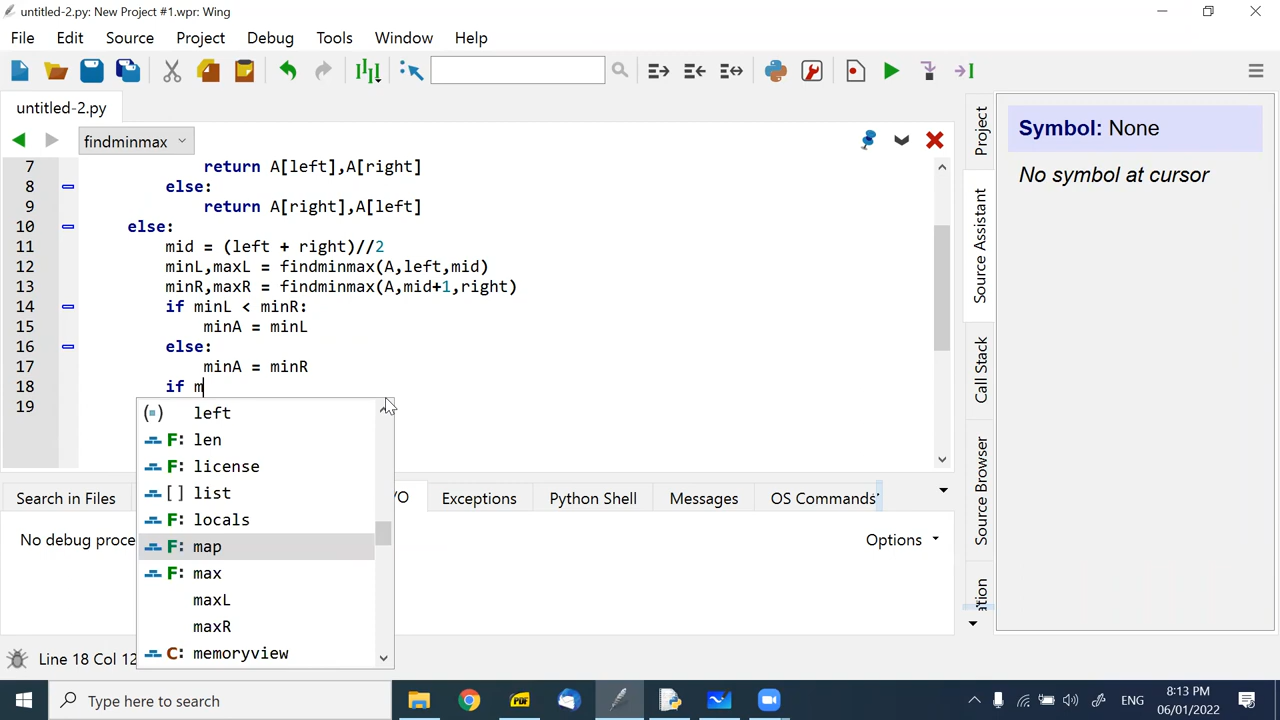 untitled-2.py: New Project #1.wpr: Wing
File Edit Source Project Debug Tools Window Help
untitled-2.py
findminmax
7 return A[left],A[right]
8 else:
9 return A[right],A[left]
10 else:
11 mid = (left + right)//2
12 minL,maxL = findminmax(A,left,mid)
13 minR,maxR = findminmax(A,mid+1,right)
14 if minL < minR:
15 minA = minL
16 else:
17 minA = minR
18 if m
19
left
F: len
F: license
[] list
F: locals
F: map
F: max
maxL
maxR
C: memoryview
Search in Files /O Exceptions Python Shell Messages OS Commands
No debug proce
Options
Line 18 Col 12
Project
Source Assistant
Call Stack
Source Browser
Symbol: None
No symbol at cursor
Type here to search
PDF
ENG
8:13 PM
06/01/2022